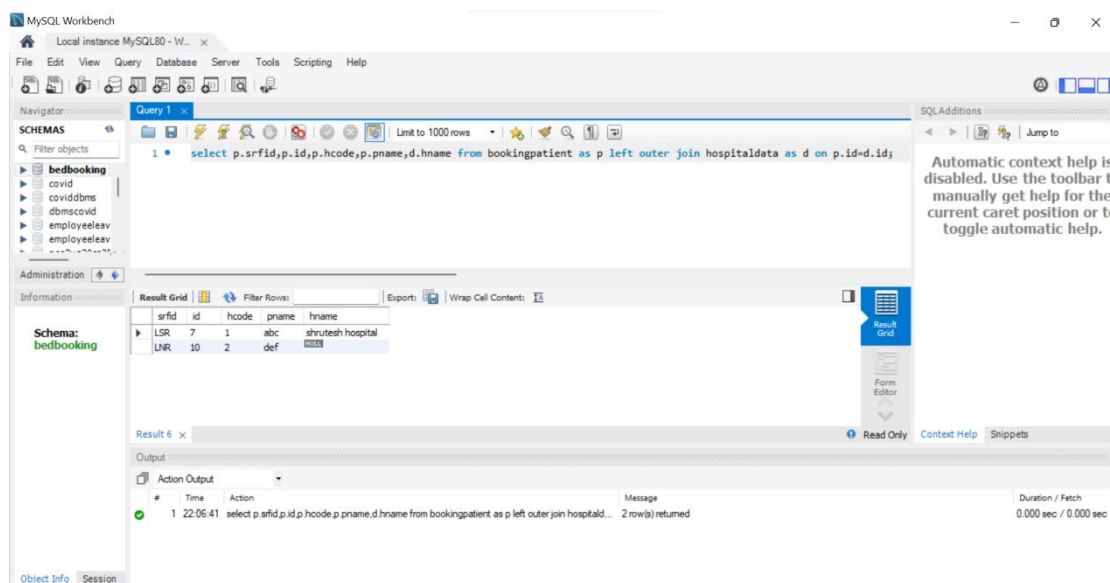 MySQL Workbench
Local instance MySQL80 - W... ×
File Edit View Query Database Server Tools Scripting Help
Navigator
SCHEMAS
Filter objects
bedbooking
covid
coviddbms
dbmscovid
employeeleav
employeeleav
Administration
Information
Schema:
bedbooking
Object Info Session
Query 1 ×
Limit to 1000 rows
1 select p.srfid,p.id,p.hcode,p.pname,d.hname from bookingpatient as p left outer join hospitaldata as d on p.id=d.id;
Result Grid Filter Rows: Export: Wrap Cell Content:
srfid id hcode pname hname
LSR 7 1 abc shrutesh hospital
LNR 10 2 def NULL
Result Grid
Form Editor
Result 6 ×
Read Only
Output
Action Output
# Time Action Message Duration / Fetch
1 22:06:41 select p.srfid,p.id,p.hcode,p.pname,d.hname from bookingpatient as p left outer join hospitald... 2 row(s) returned 0.000 sec / 0.000 sec
SQLAdditions
Jump to
Automatic context help is
disabled. Use the toolbar t
manually get help for the
current caret position or to
toggle automatic help.
Context Help Snippets